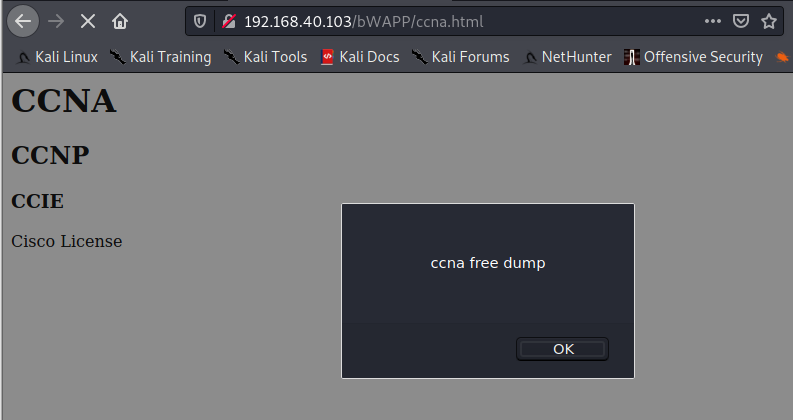 192.168.40.103/bWAPP/ccna.html
Kali Linux Kali Training Kali Tools Kali Docs Kali Forums NetHunter Offensive Security
CCNA
CCNP
CCIE
Cisco License
ccna free dump
OK